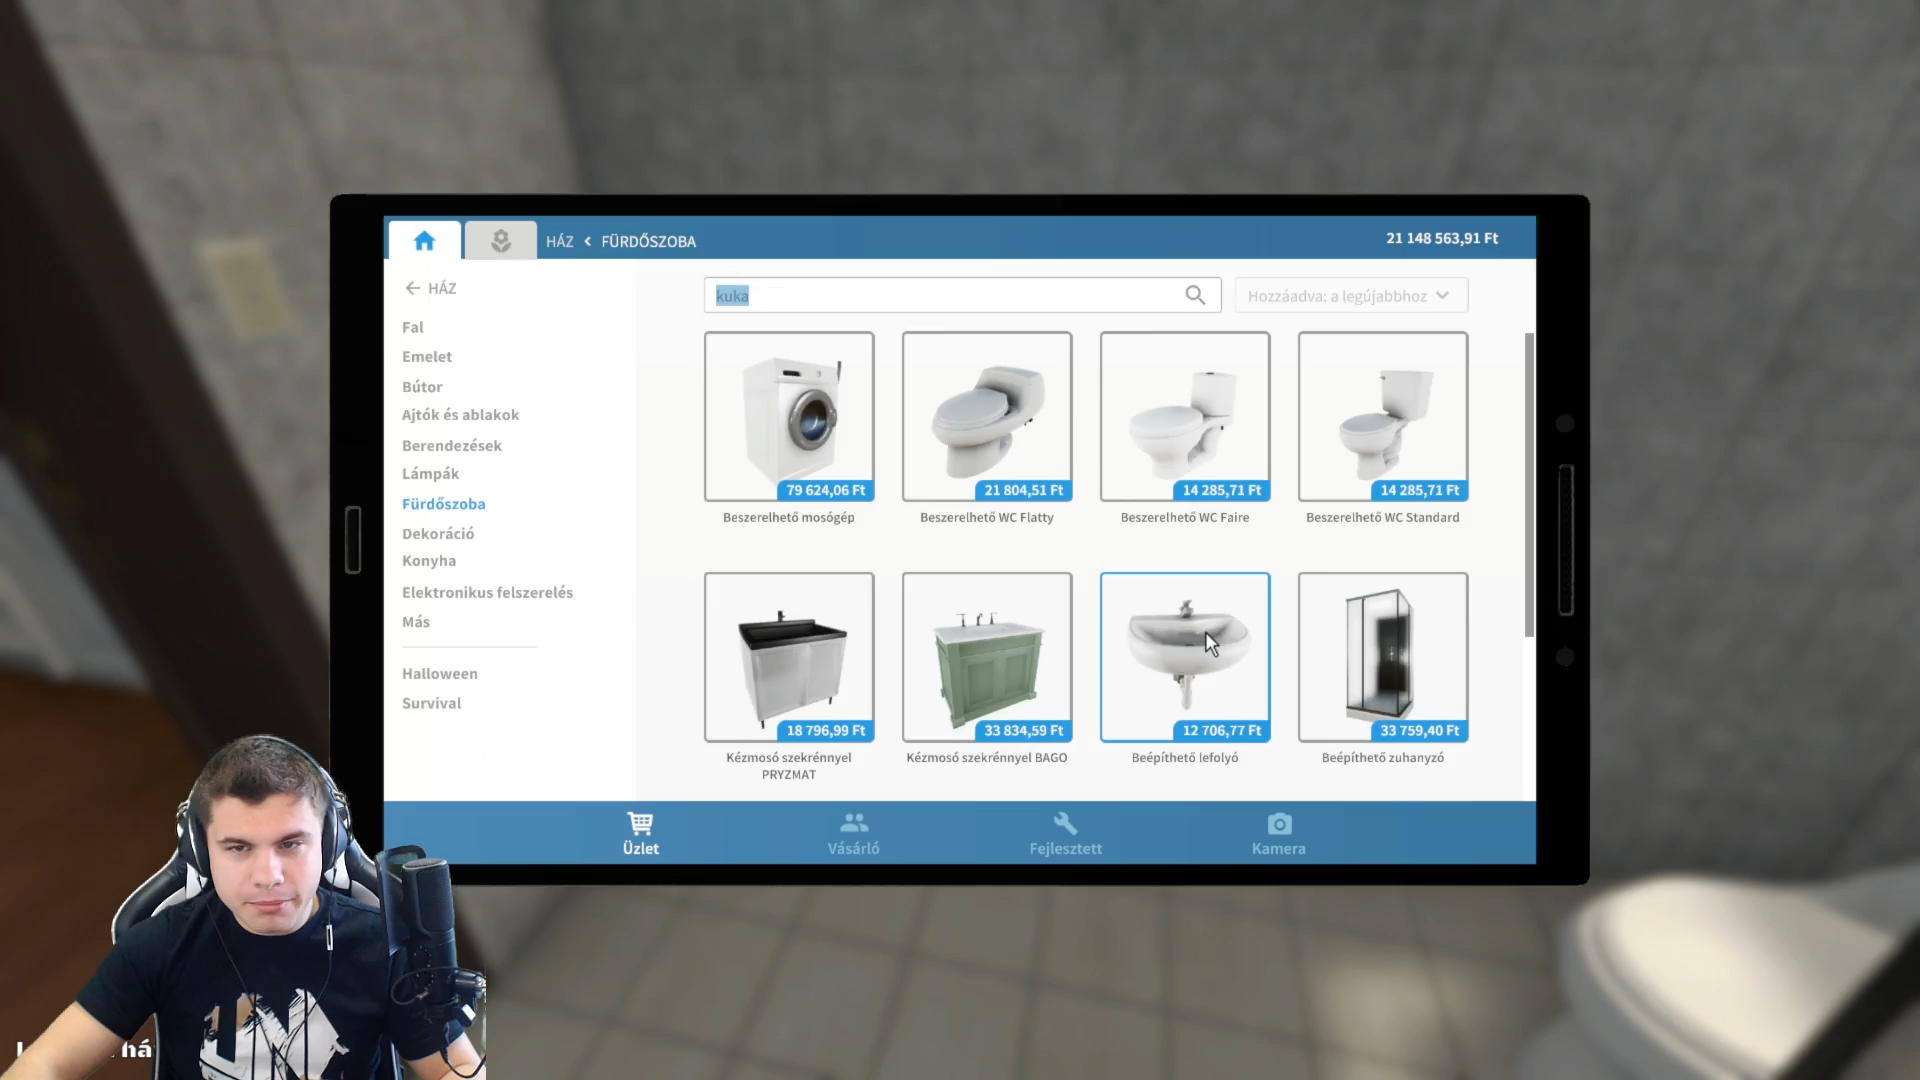 HÁZ < FÜRDŐSZOBA
21 148 563,91 Ft
← HÁZ
kuka
Hozzáadva: a legújabbhoz
Fal
Emelet
Bútor
Ajtók és ablakok
Berendezések
Lámpák
Fürdőszoba
Dekoráció
Konyha
Elektronikus felszerelés
Más
Halloween
Survival
79 624,06 Ft
21 804,51 Ft
14 285,71 Ft
14 285,71 Ft
Beszerelhető mosógép
Beszerelhető WC Flatty
Beszerelhető WC Faire
Beszerelhető WC Standard
18 796,99 Ft
33 834,59 Ft
12 706,77 Ft
33 759,40 Ft
Kézmosó szekrénnyel
PRYZMAT
Kézmosó szekrénnyel BAGO
Beépíthető lefolyó
Beépíthető zuhanyzó
Üzlet
Vásárló
Fejlesztett
Kamera